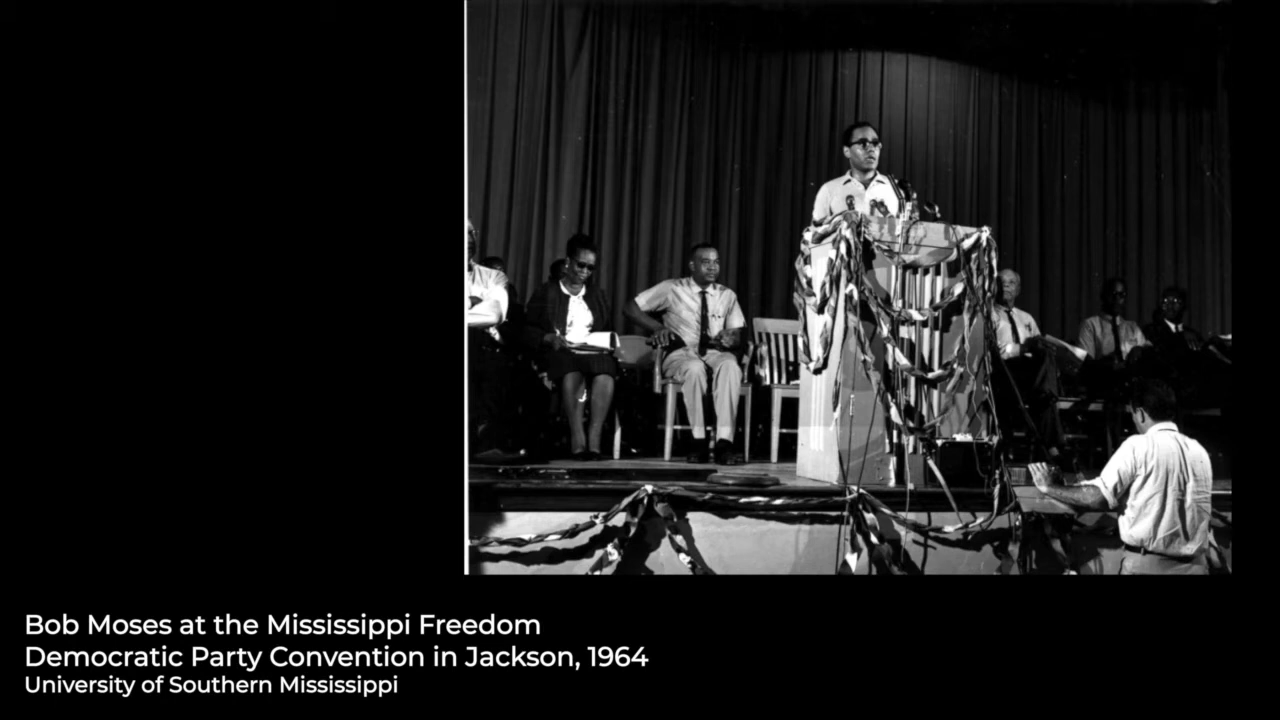 Bob Moses at the Mississippi Freedom
Democratic Party Convention in Jackson, 1964
University of Southern Mississippi